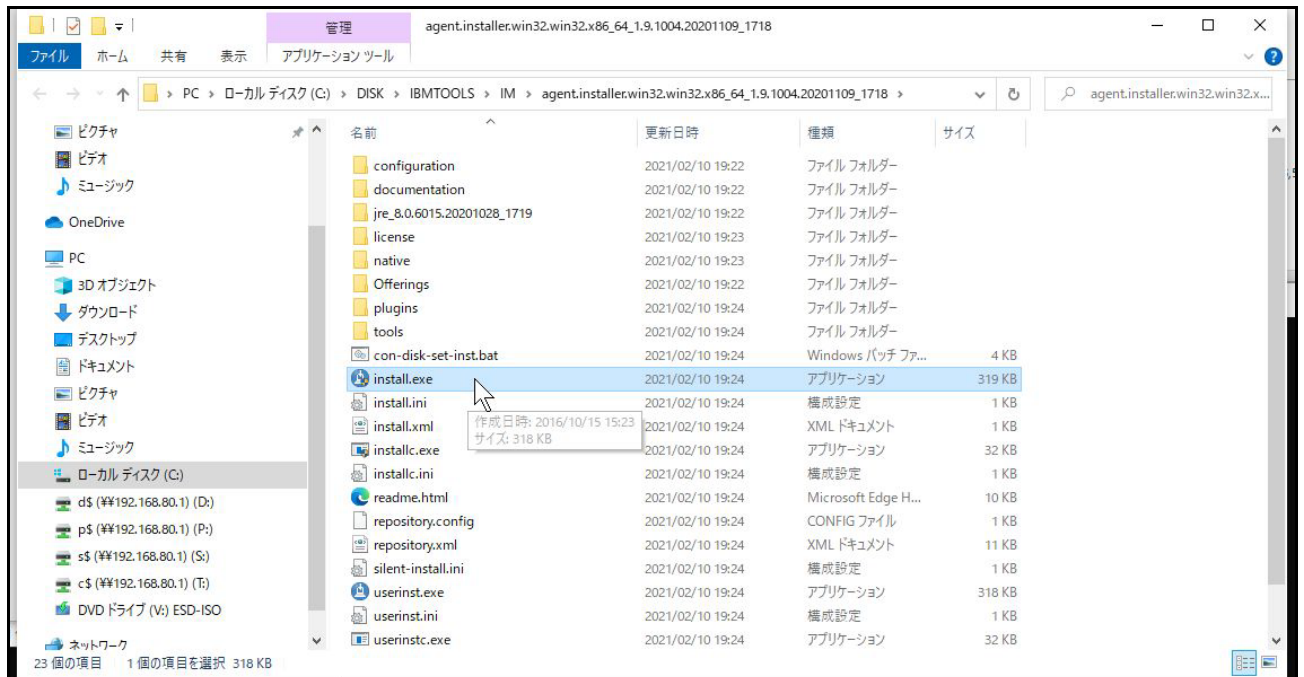 管理
agent.installer.win32.win32.x86_64_1.9.1004.20201109_1718
ファイル ホーム 共有 表示 アプリケーション ツール
PC › ローカル ディスク (C:) › DISK › IBMTOOLS › IM › agent.installer.win32.win32.x86_64_1.9.1004.20201109_1718 ›
agent.installer.win32.win32.x...
ピクチャ
ビデオ
ミュージック
OneDrive
PC
3D オブジェクト
ダウンロード
デスクトップ
ドキュメント
ピクチャ
ビデオ
ミュージック
ローカル ディスク (C:)
d$ (¥¥192.168.80.1) (D:)
p$ (¥¥192.168.80.1) (P:)
s$ (¥¥192.168.80.1) (S:)
c$ (¥¥192.168.80.1) (T:)
DVD ドライブ (V:) ESD-ISO
ネットワーク
名前 更新日時 種類 サイズ
configuration 2021/02/10 19:22 ファイル フォルダー
documentation 2021/02/10 19:22 ファイル フォルダー
jre_8.0.6015.20201028_1719 2021/02/10 19:22 ファイル フォルダー
license 2021/02/10 19:23 ファイル フォルダー
native 2021/02/10 19:23 ファイル フォルダー
Offerings 2021/02/10 19:24 ファイル フォルダー
plugins 2021/02/10 19:24 ファイル フォルダー
tools 2021/02/10 19:24 ファイル フォルダー
con-disk-set-inst.bat 2021/02/10 19:24 Windows バッチ ファ... 4 KB
install.exe 2021/02/10 19:24 アプリケーション 319 KB
install.ini 2021/02/10 19:24 構成設定 1 KB
install.xml 2021/02/10 19:24 XML ドキュメント 1 KB
installc.exe 2021/02/10 19:24 アプリケーション 32 KB
installc.ini 2021/02/10 19:24 構成設定 1 KB
readme.html 2021/02/10 19:24 Microsoft Edge H... 10 KB
repository.config 2021/02/10 19:24 CONFIG ファイル 1 KB
repository.xml 2021/02/10 19:24 XML ドキュメント 11 KB
silent-install.ini 2021/02/10 19:24 構成設定 1 KB
userinst.exe 2021/02/10 19:24 アプリケーション 318 KB
userinst.ini 2021/02/10 19:24 構成設定 1 KB
userinstc.exe 2021/02/10 19:24 アプリケーション 32 KB
作成日時: 2016/10/15 15:23
サイズ: 318 KB
23 個の項目 1 個の項目を選択 318 KB